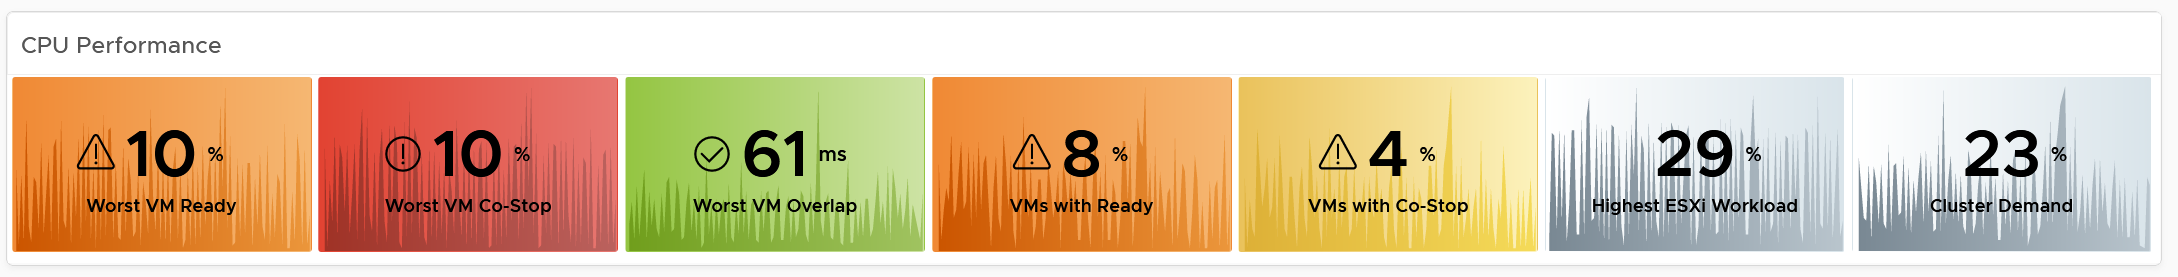 CPU Performance
10 %
Worst VM Ready
10 %
Worst VM Co-Stop
61 ms
Worst VM Overlap
8 %
VMs with Ready
4 %
VMs with Co-Stop
29 %
Highest ESXi Workload
23 %
Cluster Demand